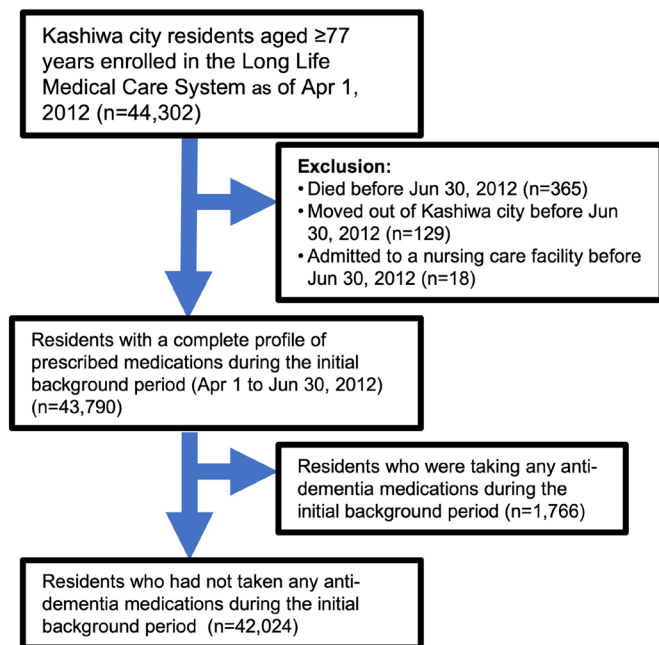 Kashiwa city residents aged ≥77
years enrolled in the Long Life
Medical Care System as of Apr 1,
2012 (n=44,302)
Exclusion:
• Died before Jun 30, 2012 (n=365)
• Moved out of Kashiwa city before Jun
30, 2012 (n=129)
• Admitted to a nursing care facility before
Jun 30, 2012 (n=18)
Residents with a complete profile of
prescribed medications during the initial
background period (Apr 1 to Jun 30, 2012)
(n=43,790)
Residents who were taking any anti-
dementia medications during the
initial background period (n=1,766)
Residents who had not taken any anti-
dementia medications during the initial
background period (n=42,024)